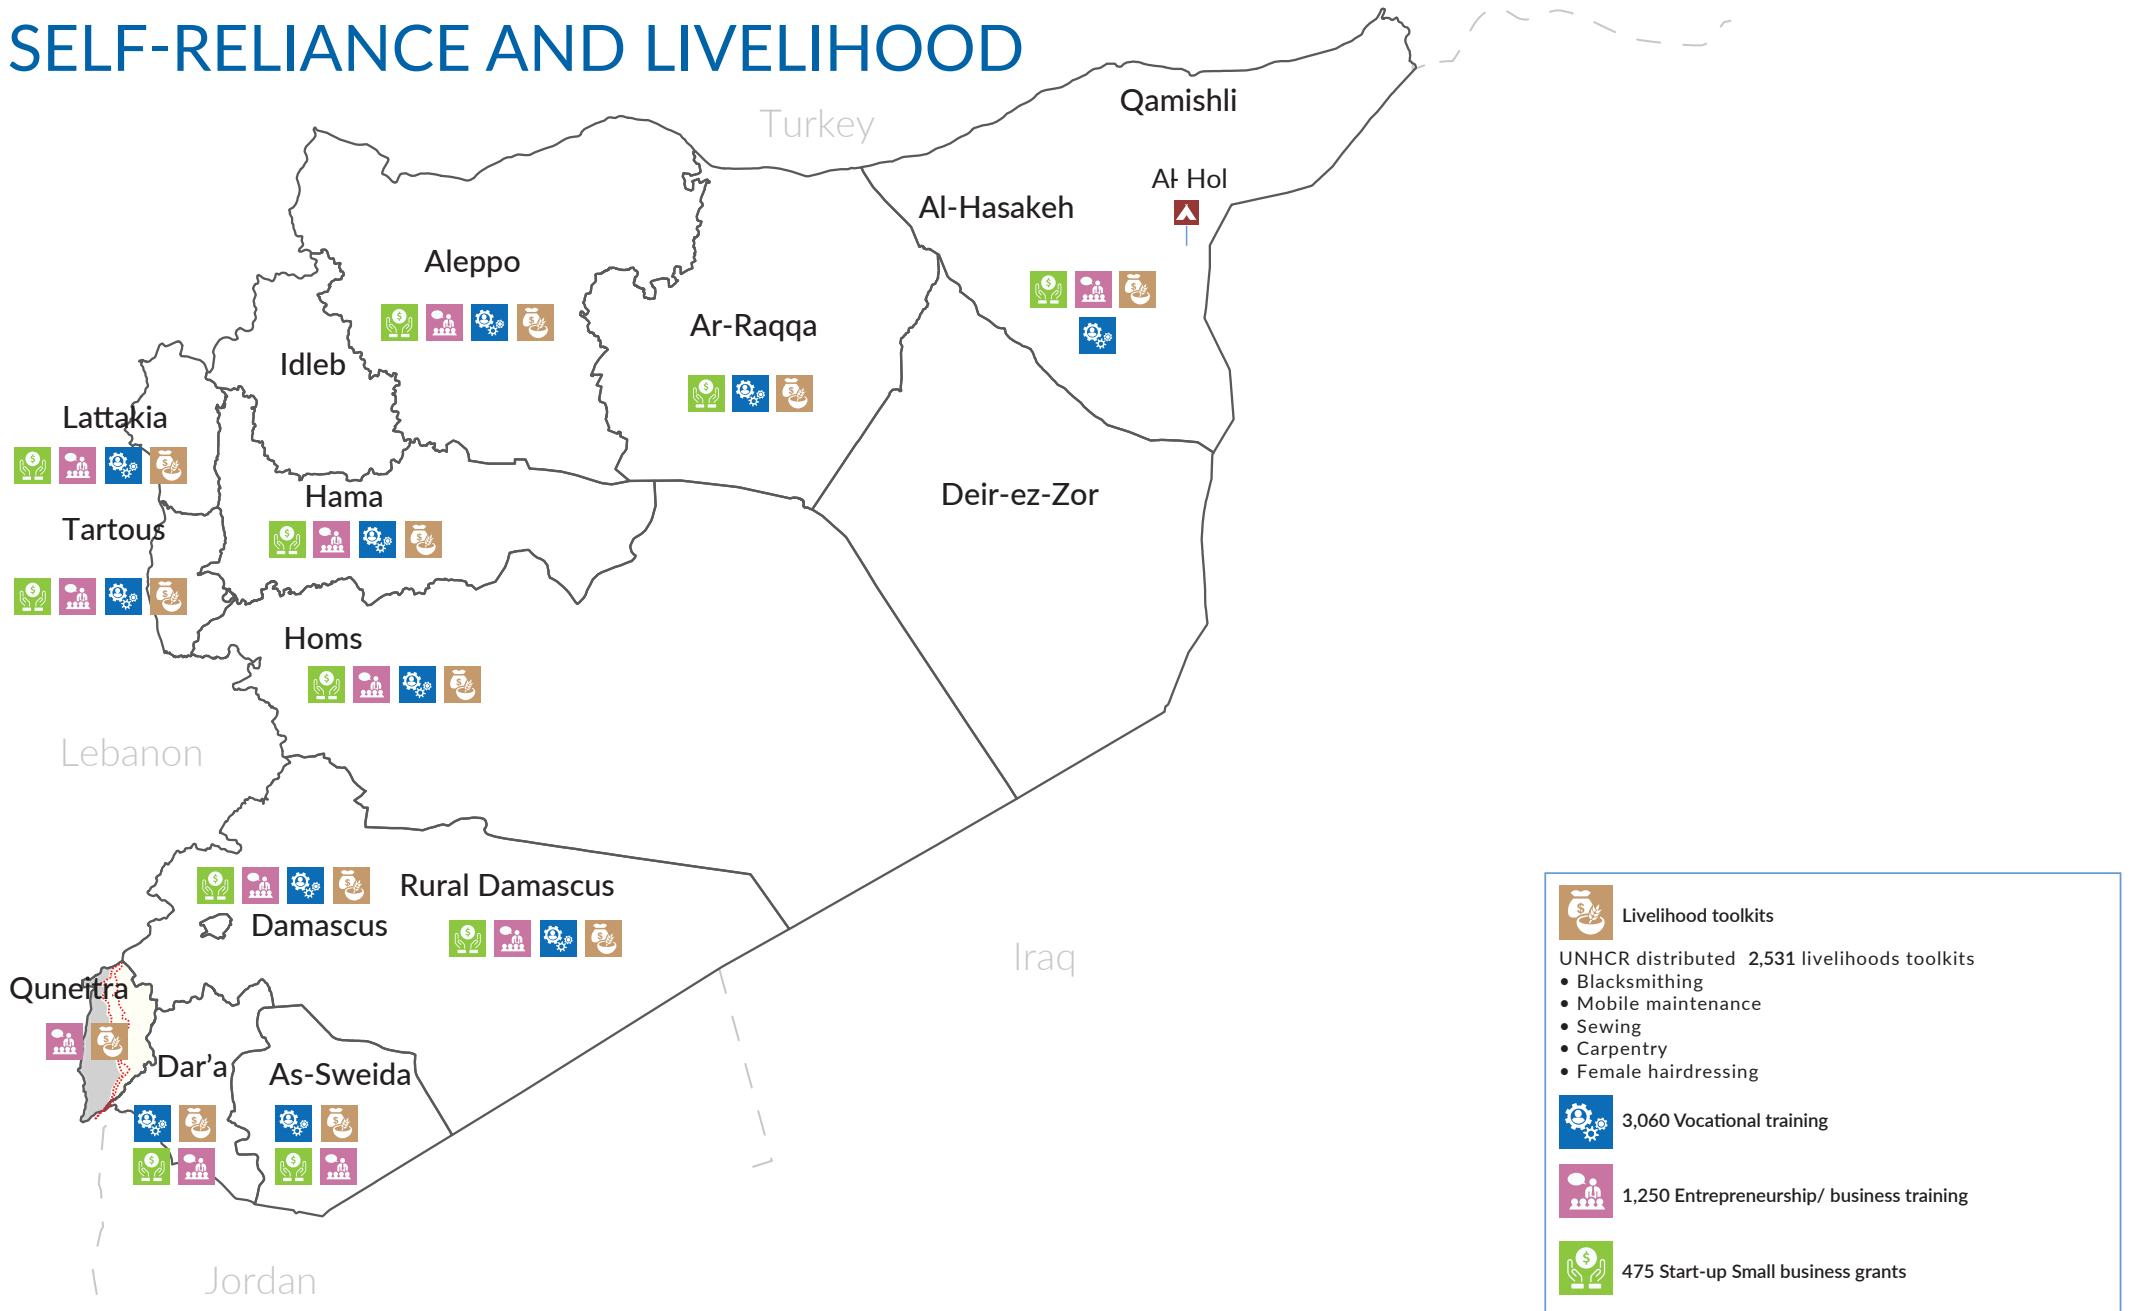 SELF-RELIANCE AND LIVELIHOOD
Turkey
Qamishli
Al- Hol
Al-Hasakeh
Aleppo
Ar-Raqqa
Idleb
Lattakia
Hama
Deir-ez-Zor
Tartous
Homs
Lebanon
Rural Damascus
Damascus
Iraq
Quneitra
Dar’a
As-Sweida
Jordan
Livelihood toolkits
UNHCR distributed 2,531 livelihoods toolkits
• Blacksmithing
• Mobile maintenance
• Sewing
• Carpentry
• Female hairdressing
3,060 Vocational training
1,250 Entrepreneurship/ business training
475 Start-up Small business grants